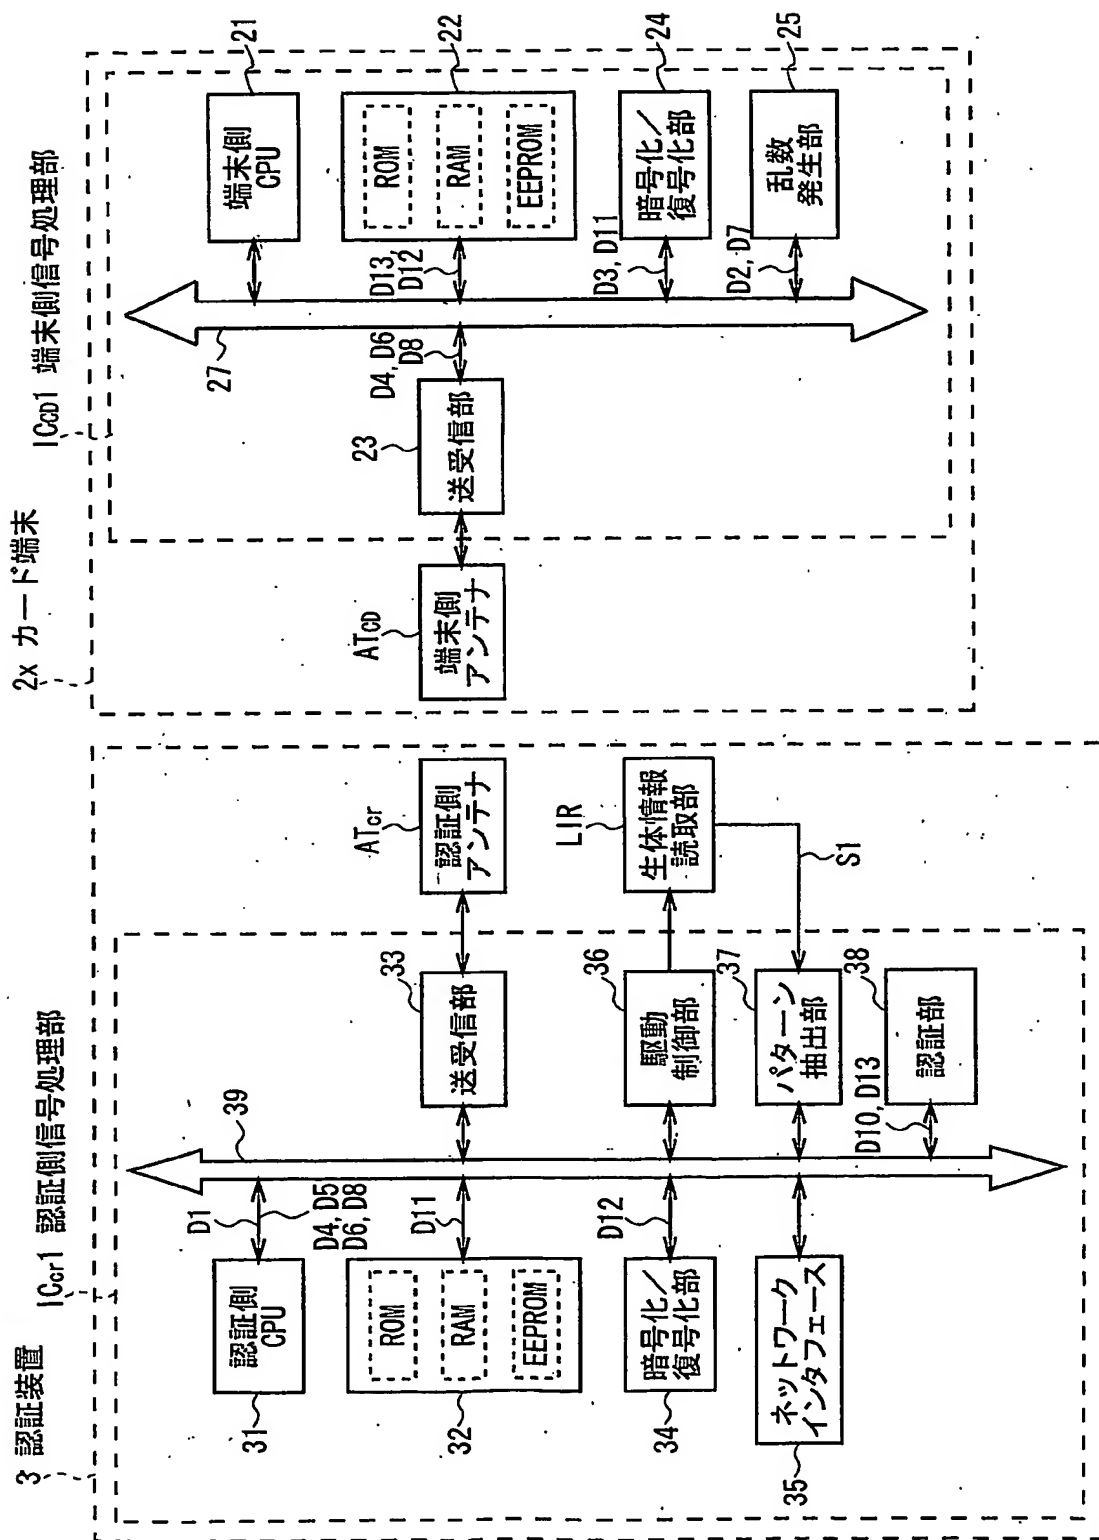 3 認証装置
ICcr1 認証側信号処理部
認証側
CPU
31
D1
D4, D5
D6, D8
39
ROM
RAM
EEPROM
32
D11
送受信部
33
認証側
アンテナ
ATcr
暗号化/
復号化部
34
D12
駆動
制御部
36
生体情報
読取部
LIR
ネットワーク
インタフェース
35
パターン
抽出部
37
S1
認証部
38
D10, D13
2x カード端末
ICCD1 端末側信号処理部
端末側
CPU
21
27
端末側
アンテナ
ATCD
送受信部
23
D4, D6
D8
ROM
RAM
EEPROM
22
D13,
D12
暗号化/
復号化部
24
D3, D11
乱数
発生部
25
D2, D7